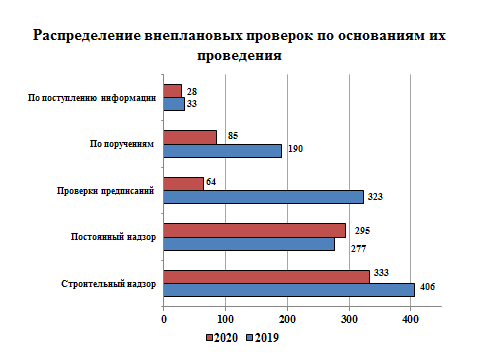 Распределение внеплановых проверок по основаниям их
проведения
По поступлению информации
28
33
По поручениям
85
190
Проверки предписаний
64
323
Постоянный надзор
295
277
Строительный надзор
333
406
0 100 200 300 400
2020 2019